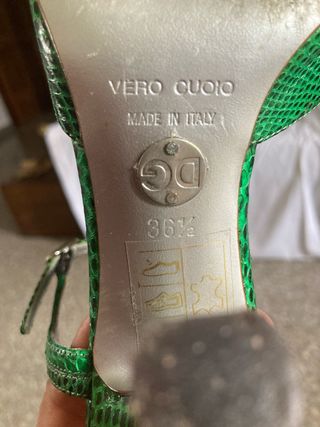 VERO CUOIO
MADE IN ITALY
DG
36½